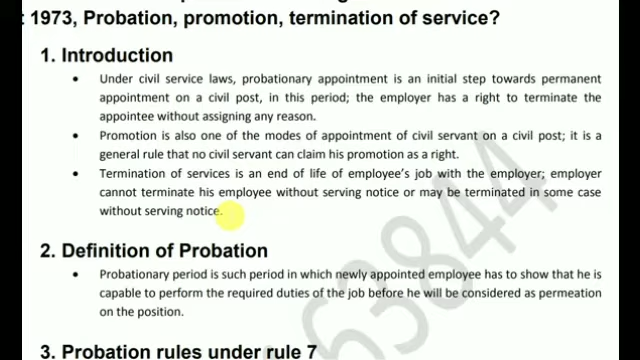 t 1973, Probation, promotion, termination of service?
1. Introduction
• Under civil service laws, probationary appointment is an initial step towards permanent
appointment on a civil post, in this period; the employer has a right to terminate the
appointee without assigning any reason.
• Promotion is also one of the modes of appointment of civil servant on a civil post; it is a
general rule that no civil servant can claim his promotion as a right.
• Termination of services is an end of life of employee's job with the employer; employer
cannot terminate his employee without serving notice or may be terminated in some case
without serving notice.
2. Definition of Probation
• Probationary period is such period in which newly appointed employee has to show that he is
capable to perform the required duties of the job before he will be considered as permeation
on the position.
3. Probation rules under rule 7